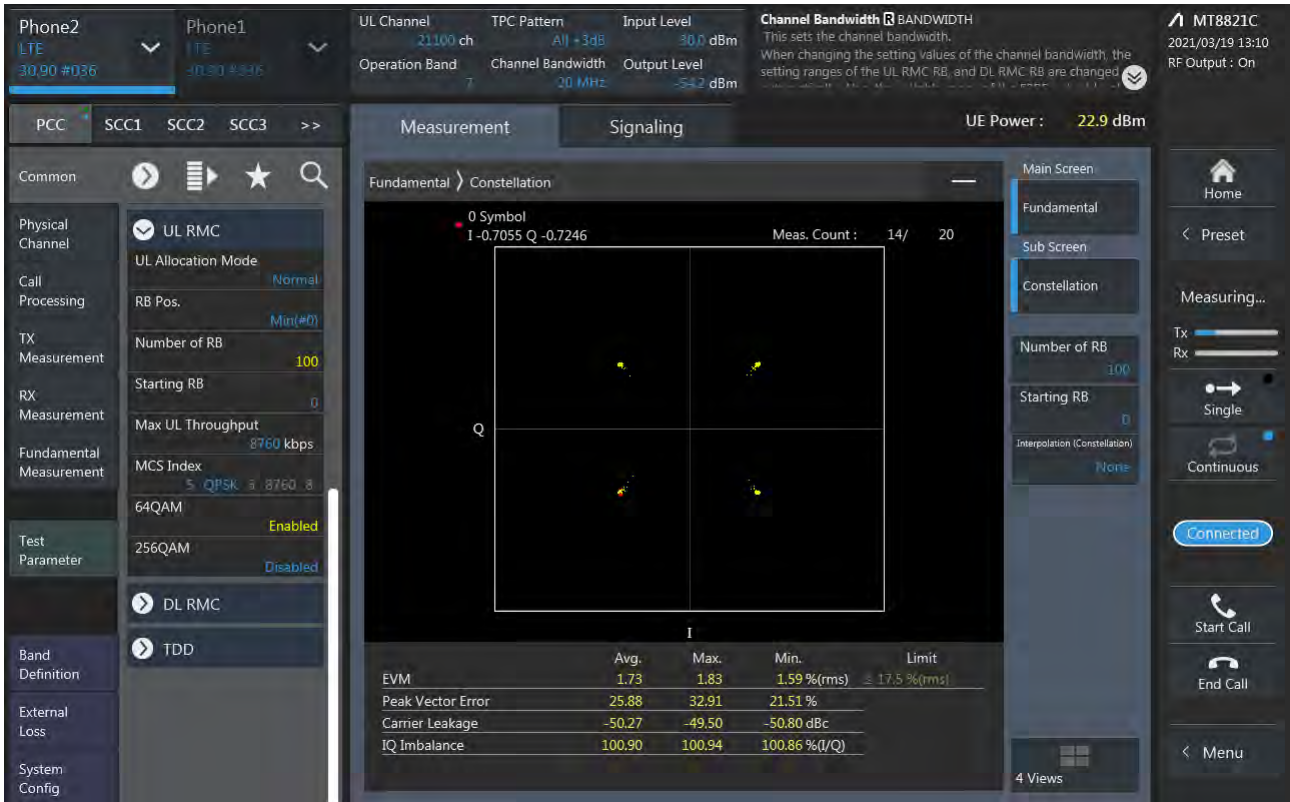 Phone2
LTE
30.90 #036
Phone1
LTE
UL Channel
21100 ch
TPC Pattern
All +3dB
Input Level
30.0 dBm
Operation Band
7
Channel Bandwidth
20 MHz
Output Level
-54.2 dBm
Channel Bandwidth R BANDWIDTH
This sets the channel bandwidth.
When changing the setting values of the channel bandwidth, the
setting ranges of the UL RMC RB, and DL RMC RB are changed
MT8821C
2021/03/19 13:10
RF Output : On
PCC SCC1 SCC2 SCC3 >>
Measurement
Signaling
UE Power : 22.9 dBm
Common
Physical
Channel
Call
Processing
TX
Measurement
RX
Measurement
Fundamental
Measurement
Test
Parameter
Band
Definition
External
Loss
System
Config
UL RMC
UL Allocation Mode
Normal
RB Pos.
Min(#0)
Number of RB
100
Starting RB
0
Max UL Throughput
8760 kbps
MCS Index
5 QPSK 8760 8
64QAM
Enabled
256QAM
Disabled
DL RMC
TDD
Fundamental 〉 Constellation
0 Symbol
I -0.7055 Q -0.7246
Meas. Count : 14/ 20
Q
I
Avg. Max. Min. Limit
EVM 1.73 1.83 1.59 %(rms) ≤ 17.5 %(rms)
Peak Vector Error 25.88 32.91 21.51 %
Carrier Leakage -50.27 -49.50 -50.80 dBc
IQ Imbalance 100.90 100.94 100.86 %(I/Q)
Main Screen
Fundamental
Sub Screen
Constellation
Number of RB
100
Starting RB
0
Interpolation (Constellation)
None
4 Views
Home
< Preset
Measuring...
Tx
Rx
Single
Continuous
Connected
Start Call
End Call
< Menu